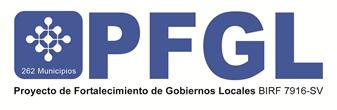 262 Municipios
PFGL
Proyecto de Fortalecimiento de Gobiernos Locales BIRF 7916-SV